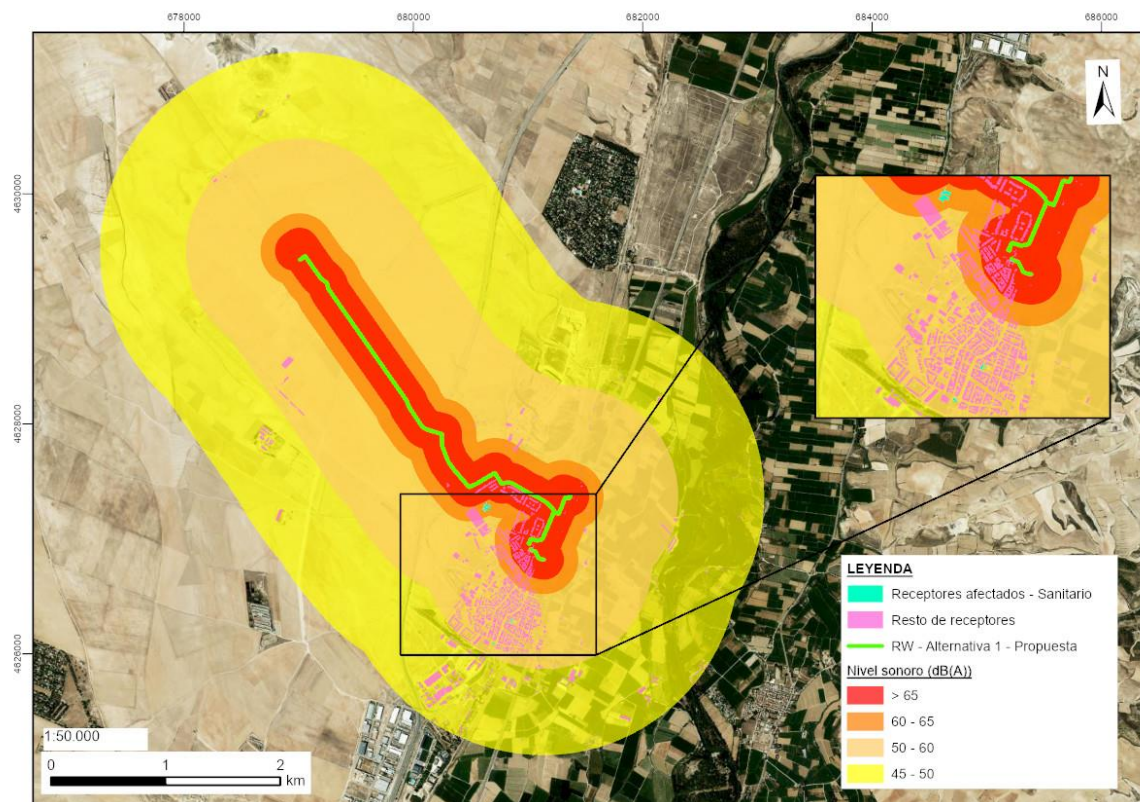 678000 680000 682000 684000 686000
N
4630000
4628000
4626000
LEYENDA
Receptores afectados - Sanitario
Resto de receptores
RW - Alternativa 1 - Propuesta
Nivel sonoro (dB(A))
> 65
60 - 65
50 - 60
45 - 50
1:50.000
0 1 2
km